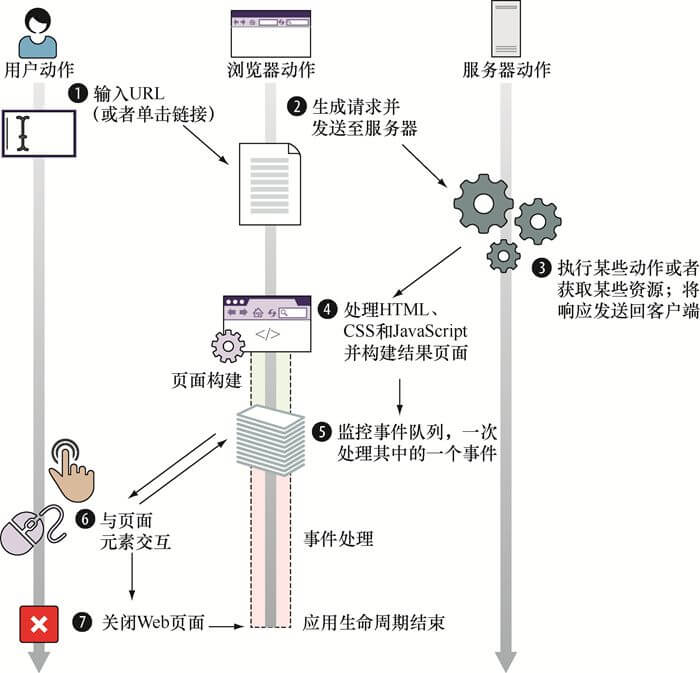 用户动作
浏览器动作
服务器动作
❶ 输入URL
（或者单击链接）
❷ 生成请求并
发送至服务器
❸ 执行某些动作或者
获取某些资源；将
响应发送回客户端
❹ 处理HTML、
CSS和JavaScript
并构建结果页面
</>
页面构建
❺ 监控事件队列，一次
处理其中的一个事件
❻ 与页面
元素交互
事件处理
❼ 关闭Web页面
应用生命周期结束